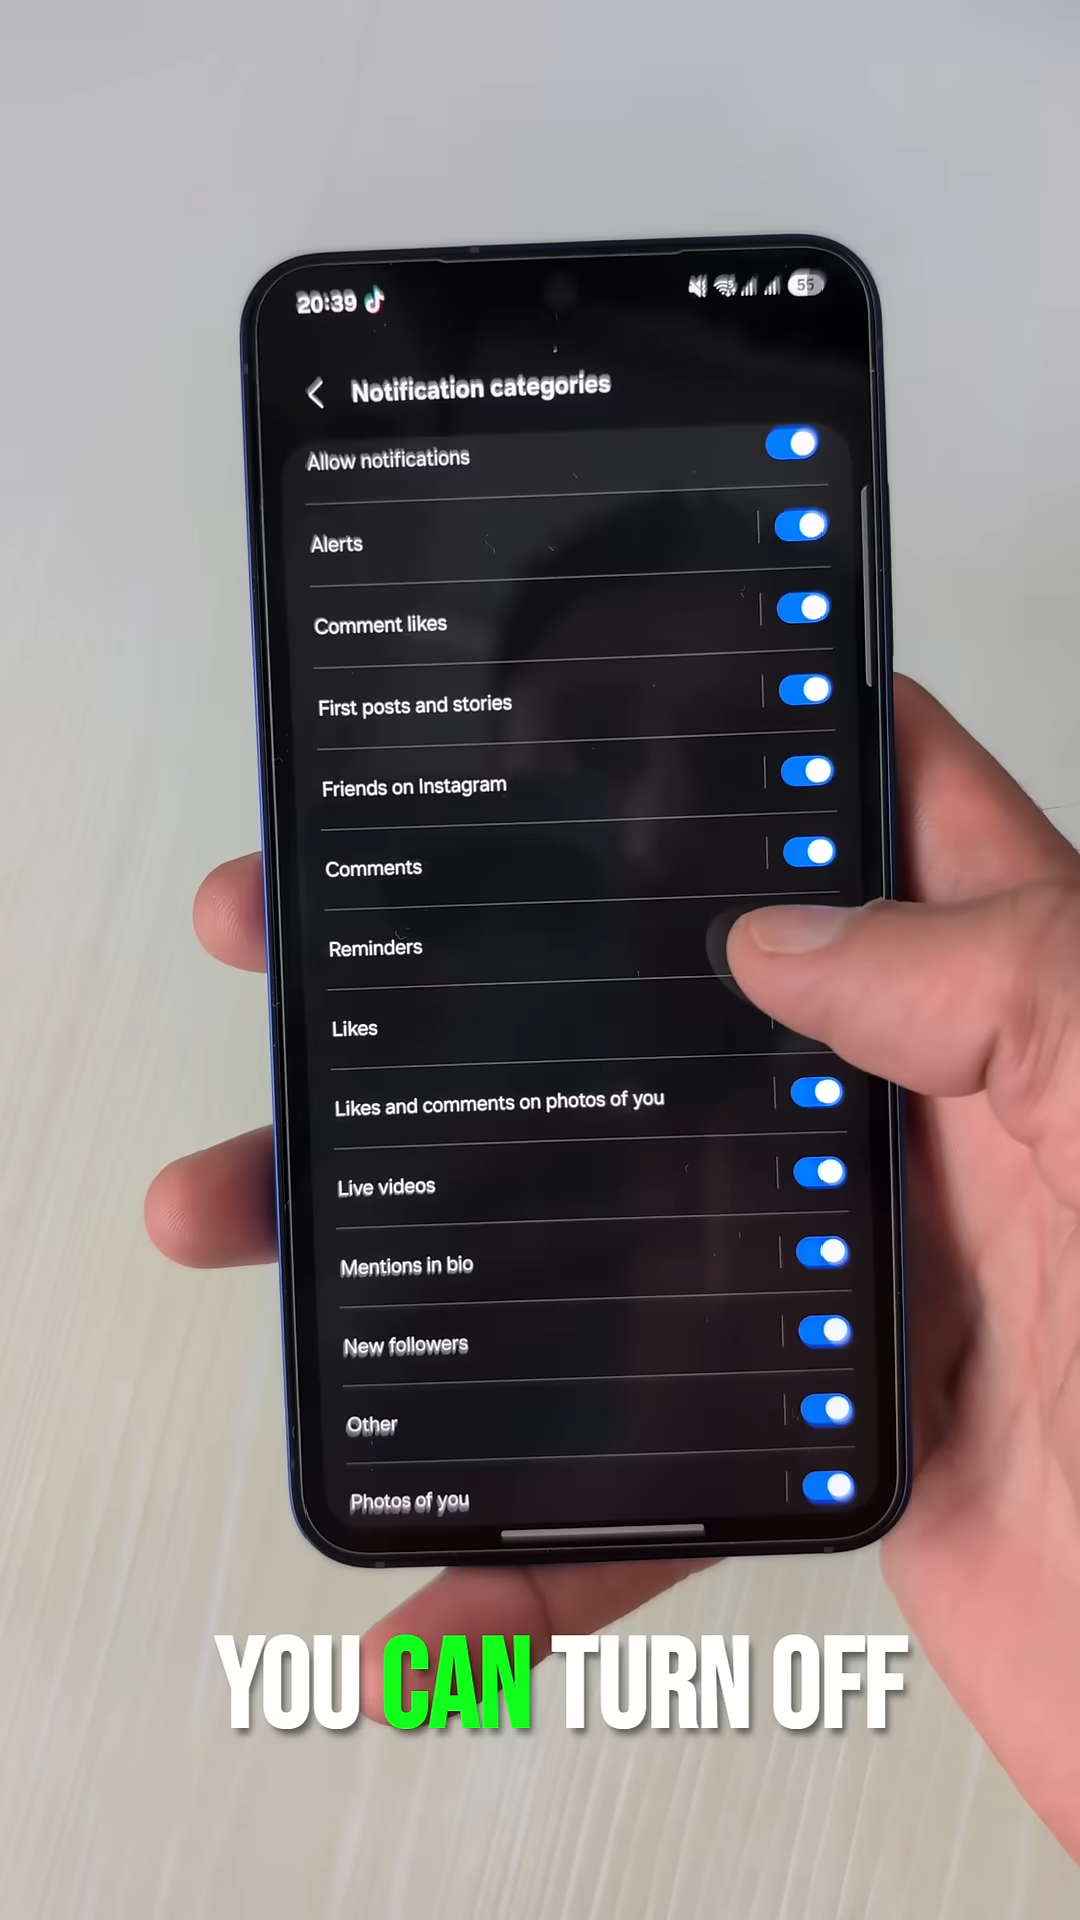 20:39
55
Notification categories
Allow notifications
Alerts
Comment likes
First posts and stories
Friends on Instagram
Comments
Reminders
Likes
Likes and comments on photos of you
Live videos
Mentions in bio
New followers
Other
Photos of you
YOU CAN TURN OFF